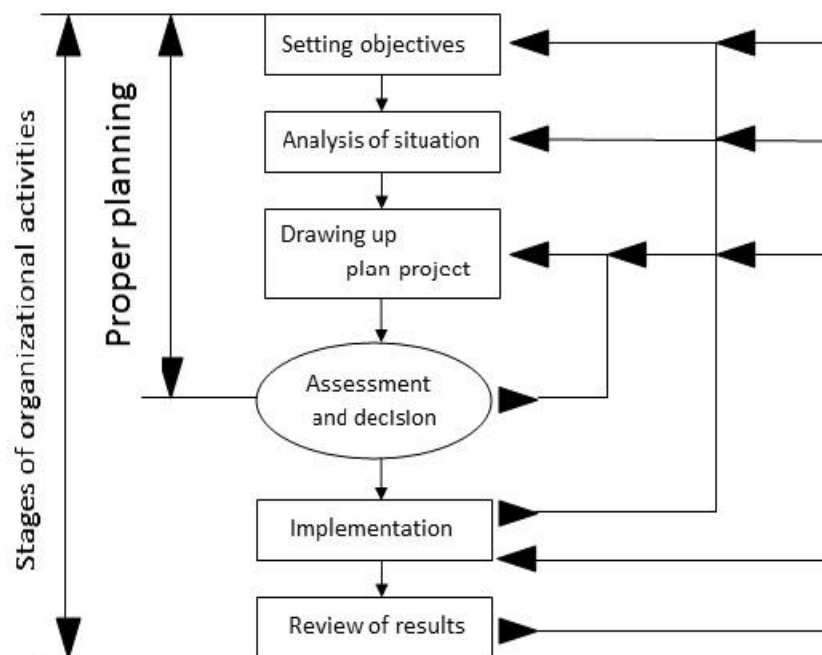 Stages of organizational activities
Proper planning
Setting objectives
Analysis of situation
Drawing up
plan project
Assessment
and decision
Implementation
Review of results